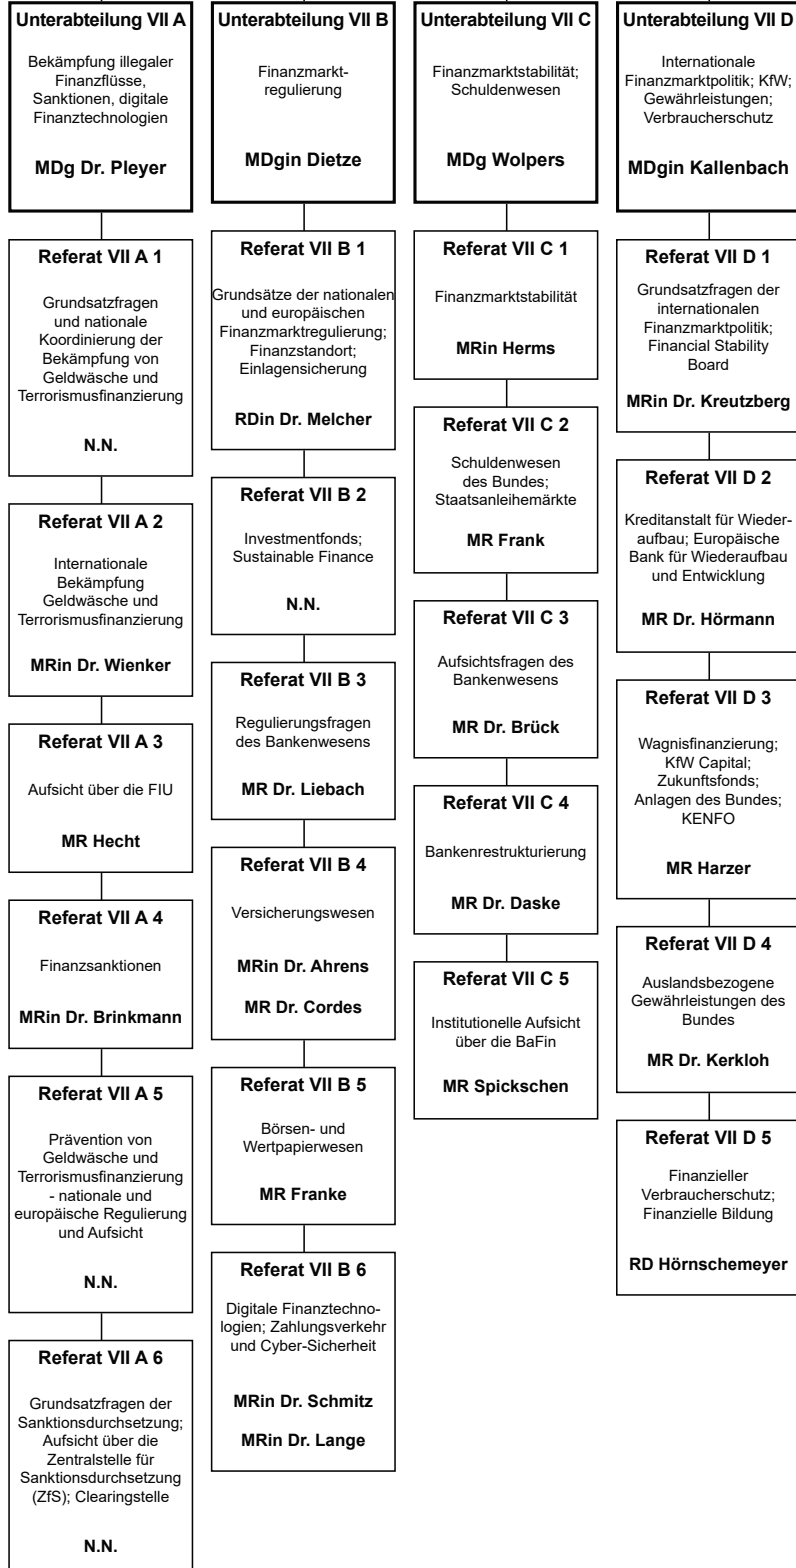 Unterabteilung VII A
Bekämpfung illegaler
Finanzflüsse,
Sanktionen, digitale
Finanztechnologien
MDg Dr. Pleyer
Referat VII A 1
Grundsatzfragen
und nationale
Koordinierung der
Bekämpfung von
Geldwäsche und
Terrorismusfinanzierung
N.N.
Referat VII A 2
Internationale
Bekämpfung
Geldwäsche und
Terrorismusfinanzierung
MRin Dr. Wienker
Referat VII A 3
Aufsicht über die FIU
MR Hecht
Referat VII A 4
Finanzsanktionen
MRin Dr. Brinkmann
Referat VII A 5
Prävention von
Geldwäsche und
Terrorismusfinanzierung
- nationale und
europäische Regulierung
und Aufsicht
N.N.
Referat VII A 6
Grundsatzfragen der
Sanktionsdurchsetzung;
Aufsicht über die
Zentralstelle für
Sanktionsdurchsetzung
(ZfS); Clearingstelle
N.N.
Unterabteilung VII B
Finanzmarkt-
regulierung
MDgin Dietze
Referat VII B 1
Grundsätze der nationalen
und europäischen
Finanzmarktregulierung;
Finanzstandort;
Einlagensicherung
RDin Dr. Melcher
Referat VII B 2
Investmentfonds;
Sustainable Finance
N.N.
Referat VII B 3
Regulierungsfragen
des Bankenwesens
MR Dr. Liebach
Referat VII B 4
Versicherungswesen
MRin Dr. Ahrens
MR Dr. Cordes
Referat VII B 5
Börsen- und
Wertpapierwesen
MR Franke
Referat VII B 6
Digitale Finanztechno-
logien; Zahlungsverkehr
und Cyber-Sicherheit
MRin Dr. Schmitz
MRin Dr. Lange
Unterabteilung VII C
Finanzmarktstabilität;
Schuldenwesen
MDg Wolpers
Referat VII C 1
Finanzmarktstabilität
MRin Herms
Referat VII C 2
Schuldenwesen
des Bundes;
Staatsanleihemärkte
MR Frank
Referat VII C 3
Aufsichtsfragen des
Bankenwesens
MR Dr. Brück
Referat VII C 4
Bankenrestrukturierung
MR Dr. Daske
Referat VII C 5
Institutionelle Aufsicht
über die BaFin
MR Spickschen
Unterabteilung VII D
Internationale
Finanzmarktpolitik; KfW;
Gewährleistungen;
Verbraucherschutz
MDgin Kallenbach
Referat VII D 1
Grundsatzfragen der
internationalen
Finanzmarktpolitik;
Financial Stability
Board
MRin Dr. Kreutzberg
Referat VII D 2
Kreditanstalt für Wieder-
aufbau; Europäische
Bank für Wiederaufbau
und Entwicklung
MR Dr. Hörmann
Referat VII D 3
Wagnisfinanzierung;
KfW Capital;
Zukunftsfonds;
Anlagen des Bundes;
KENFO
MR Harzer
Referat VII D 4
Auslandsbezogene
Gewährleistungen des
Bundes
MR Dr. Kerkloh
Referat VII D 5
Finanzieller
Verbraucherschutz;
Finanzielle Bildung
RD Hörnschemeyer